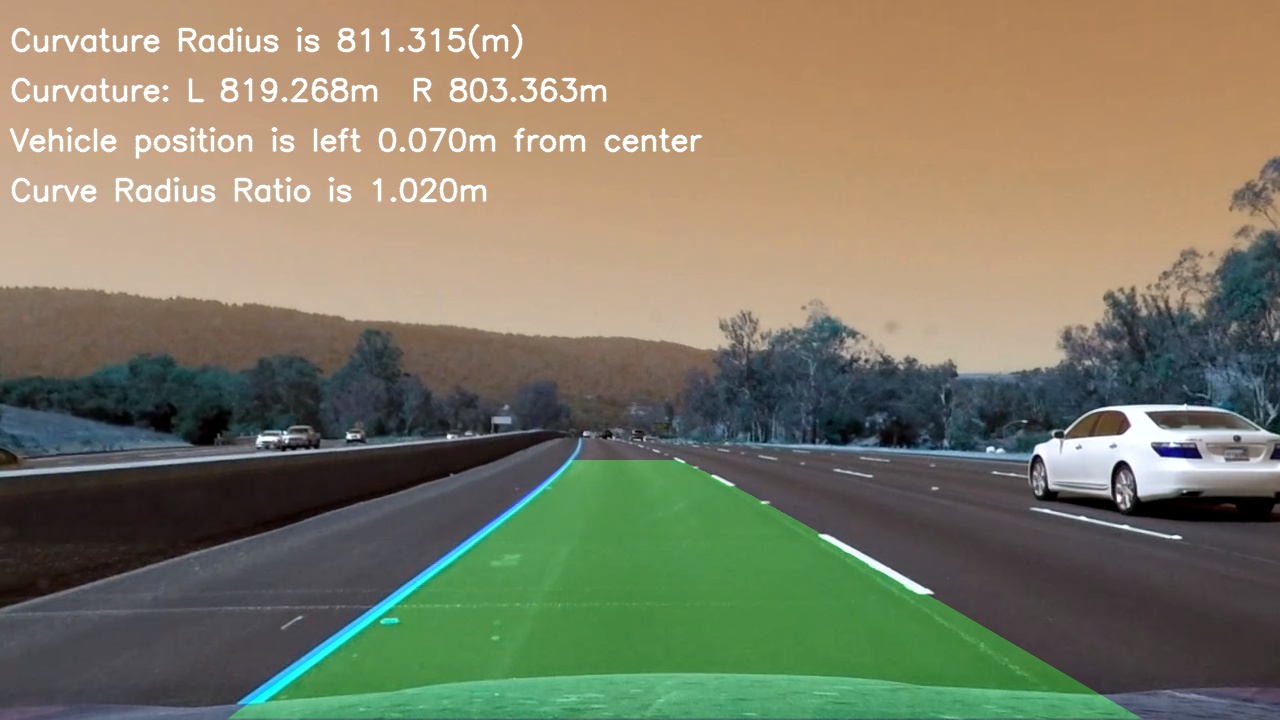 Curvature Radius is 811.315(m)
Curvature: L 819.268m R 803.363m
Vehicle position is left 0.070m from center
Curve Radius Ratio is 1.020m